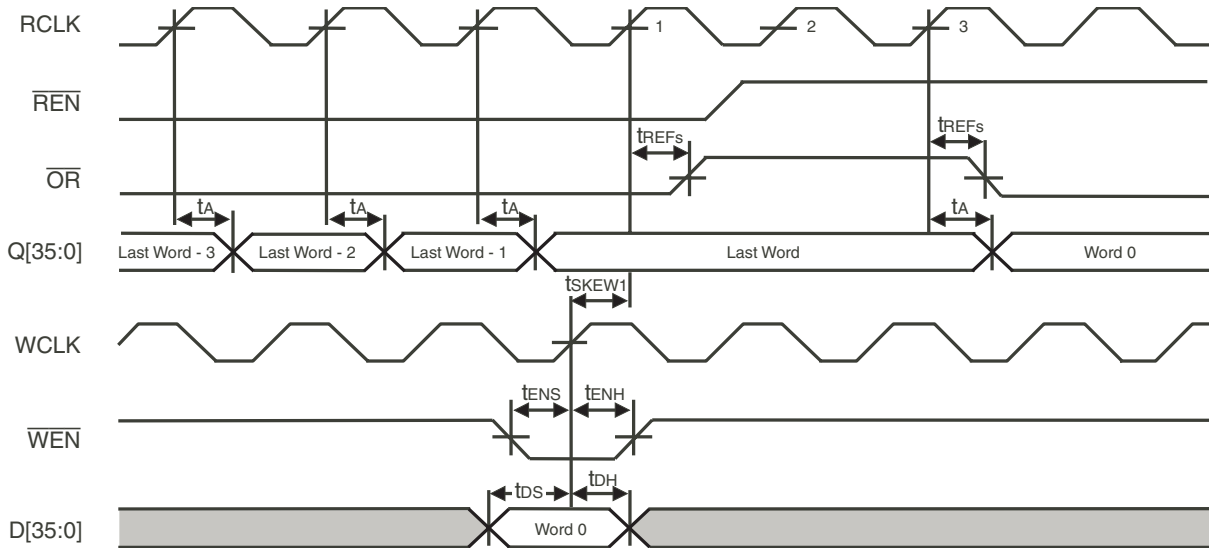 RCLK
1
2
3
REN
tREFs
tREFs
OR
tA
tA
tA
tA
Q[35:0]
Last Word - 3
Last Word - 2
Last Word - 1
Last Word
Word 0
tSKEW1
WCLK
tENS
tENH
WEN
tDS
tDH
D[35:0]
Word 0